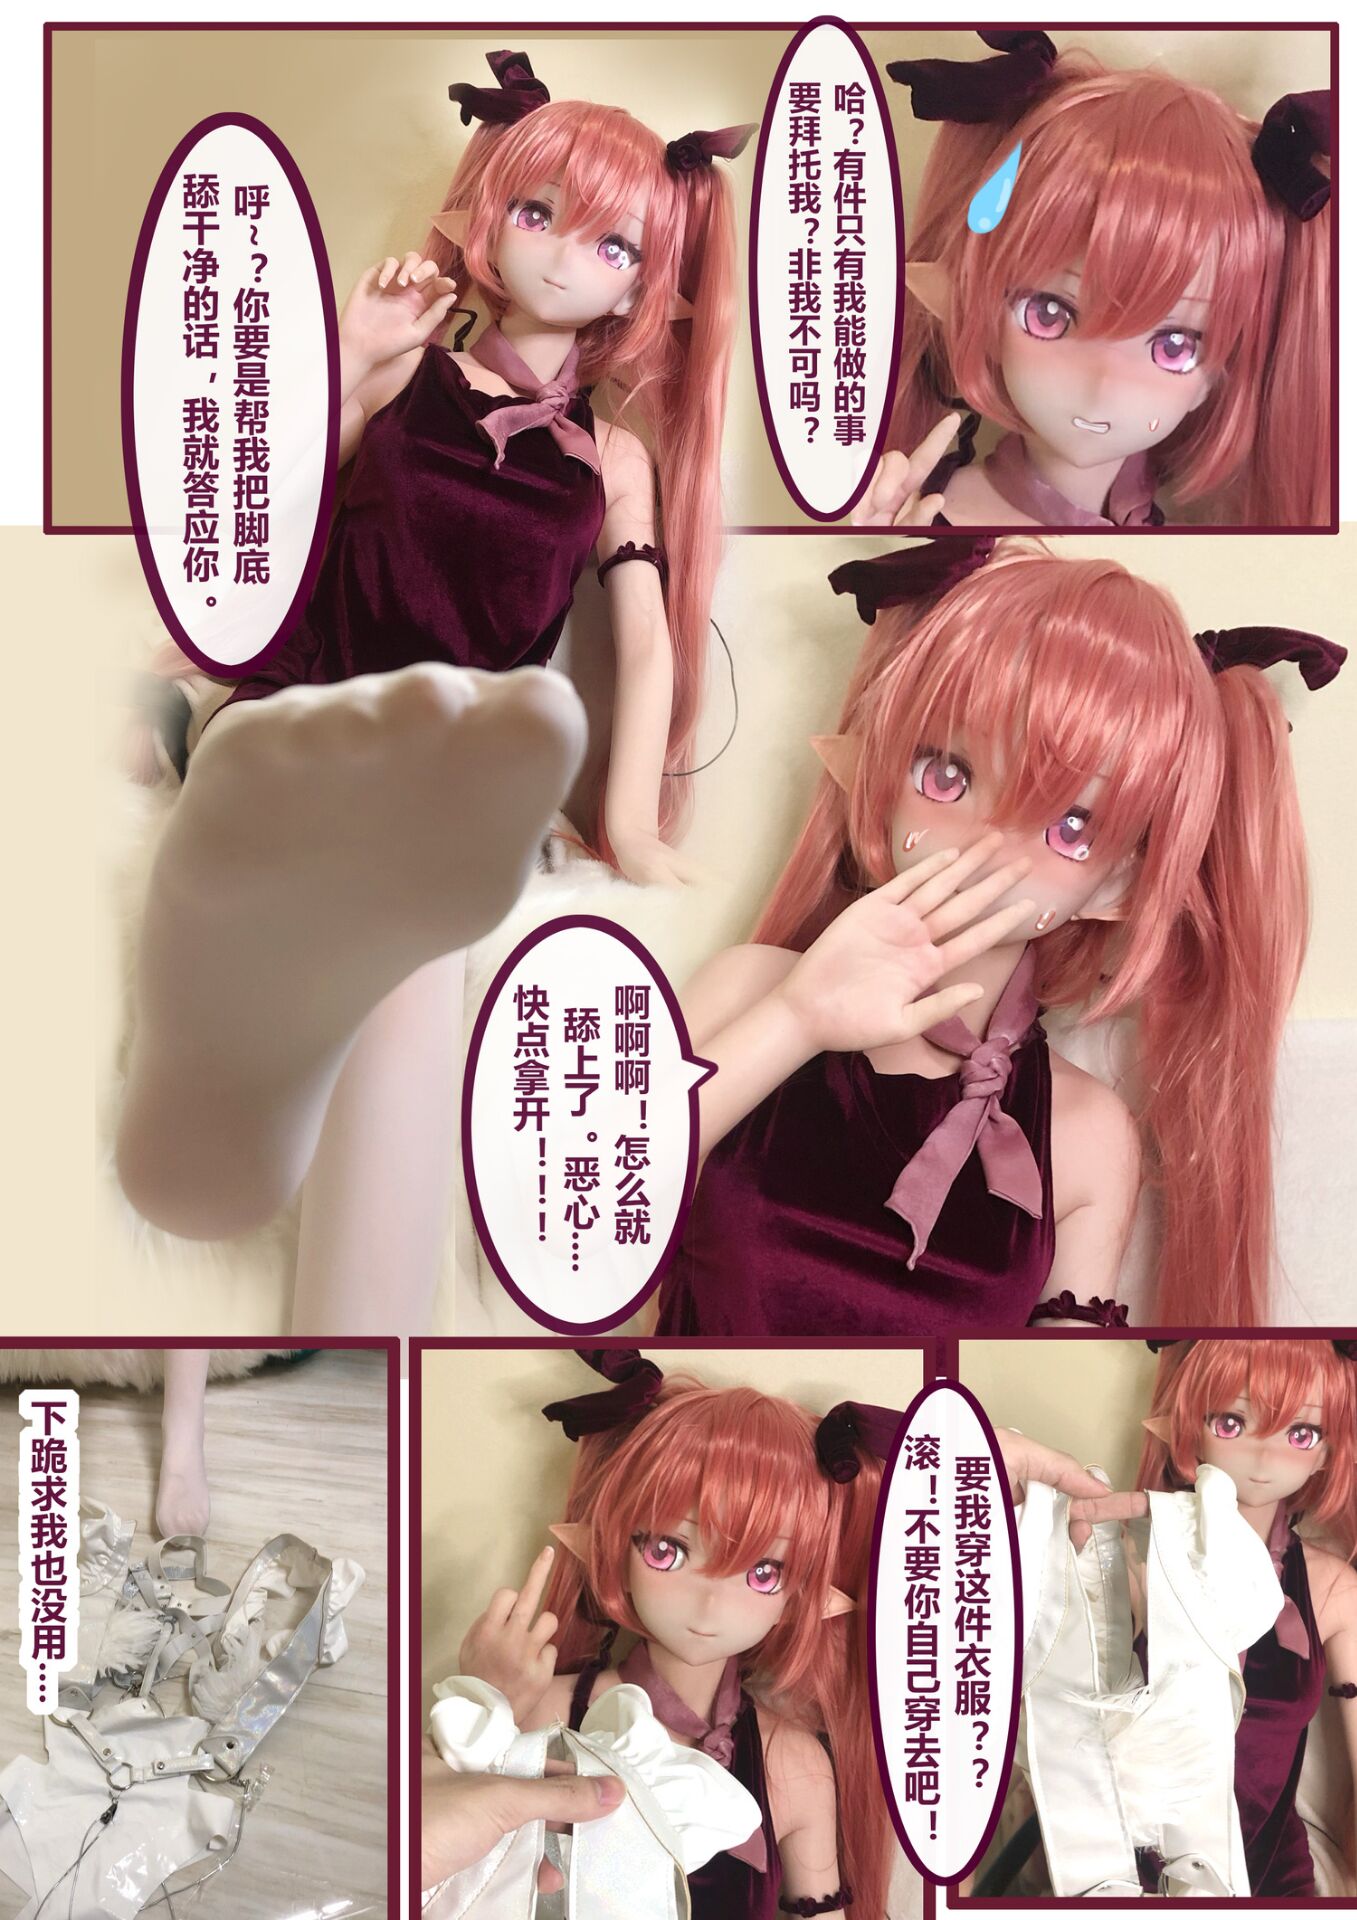 哈？有件只有我能做的事
要拜托我？非我不可吗？
呼~？你要是帮我把脚底
舔干净的话，我就答应你。
啊啊啊！怎么就
舔上了。恶心……
快点拿开！！！
要我穿这件衣服？？
滚！不要你自己穿去吧！
下跪求我也没用……